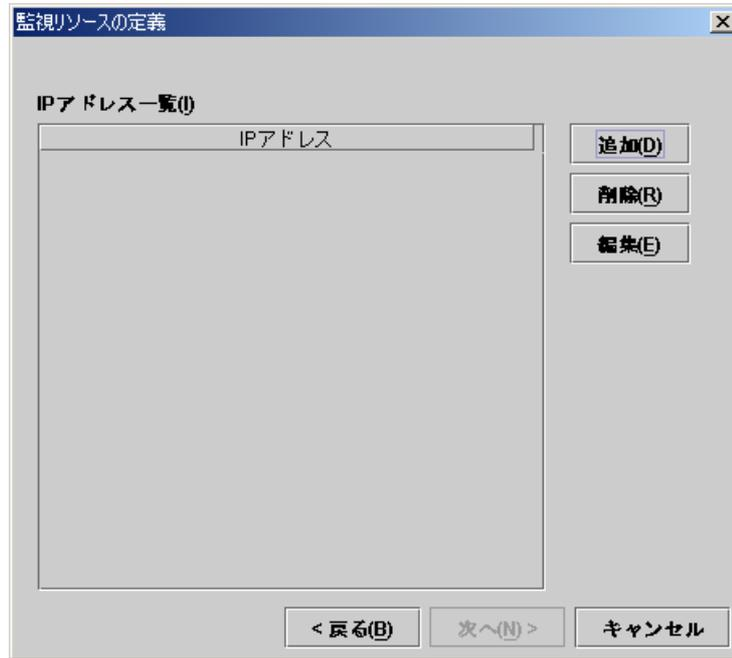 監視リソースの定義
IPアドレス一覧(I)
IPアドレス
追加(D)
削除(R)
編集(E)
< 戻る(B)
次へ(N) >
キャンセル